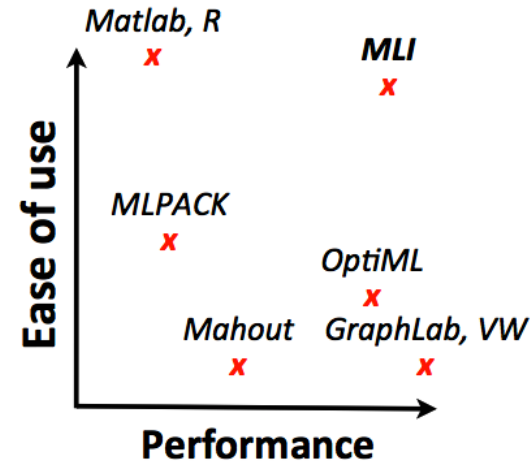 Matlab, R
x
MLI
x
MLPACK
x
OptiML
x
Mahout
x
GraphLab, VW
x
Ease of use
Performance